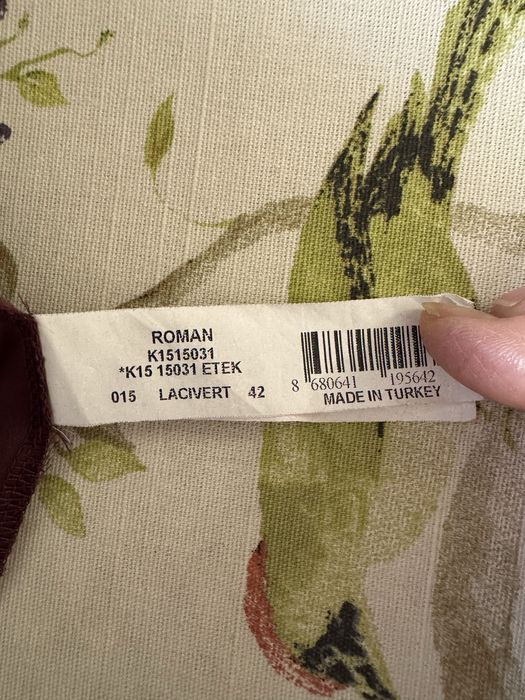 ROMAN
K1515031
*K15 15031 ETEK
015 LACIVERT 42
8 680641 195642
MADE IN TURKEY